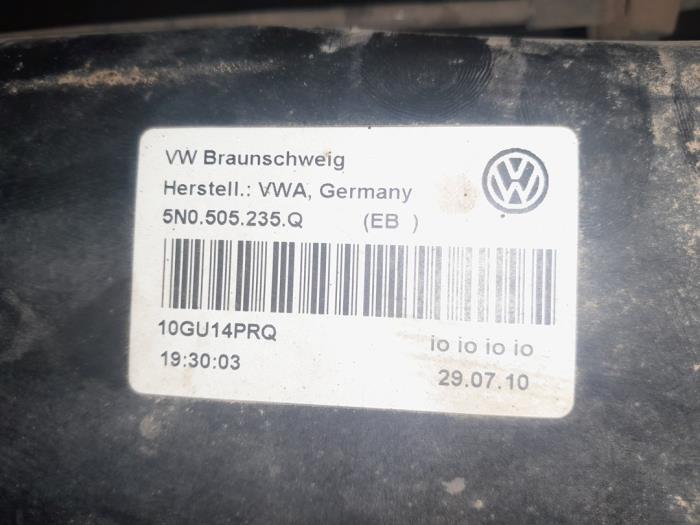 VW Braunschweig
Herstell.: VWA, Germany
5N0.505.235.Q (EB )
10GU14PRQ
io io io io
19:30:03
29.07.10